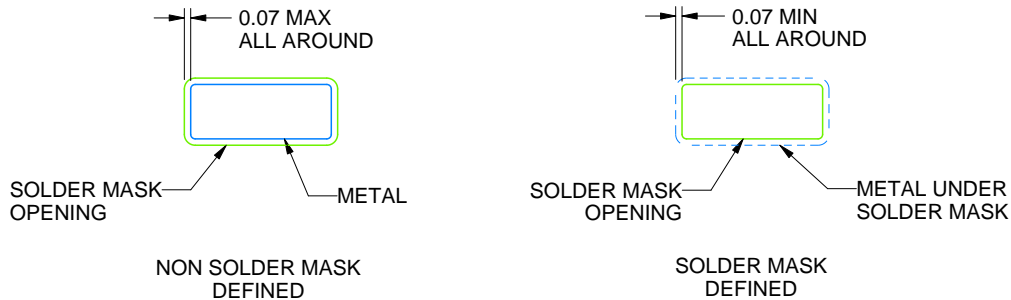 0.07 MAX
ALL AROUND
SOLDER MASK
OPENING
METAL
NON SOLDER MASK
DEFINED
0.07 MIN
ALL AROUND
SOLDER MASK
OPENING
METAL UNDER
SOLDER MASK
SOLDER MASK
DEFINED